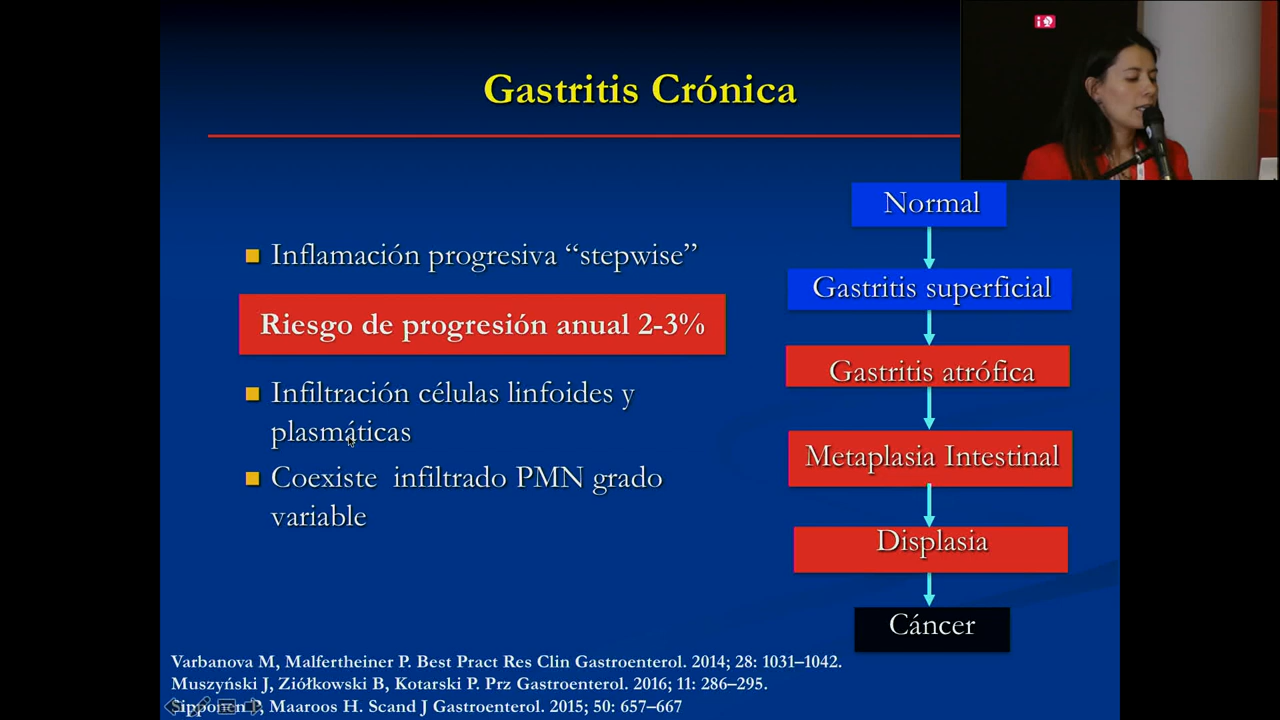 Gastritis Crónica
Inflamación progresiva “stepwise”
Riesgo de progresión anual 2-3%
Infiltración células linfoides y
plasmáticas
Coexiste infiltrado PMN grado
variable
Normal
Gastritis superficial
Gastritis atrófica
Metaplasia Intestinal
Displasia
Cáncer
Varbanova M, Malfertheiner P. Best Pract Res Clin Gastroenterol. 2014; 28: 1031–1042.
Muszyński J, Ziółkowski B, Kotarski P. Prz Gastroenterol. 2016; 11: 286–295.
Sipponen P, Maaroos H. Scand J Gastroenterol. 2015; 50: 657–667